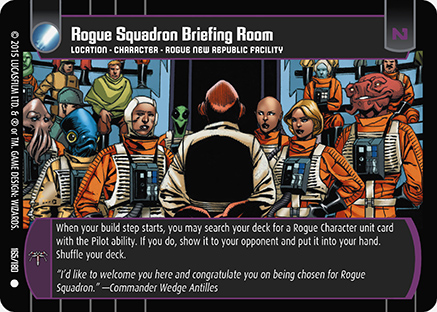 Rogue Squadron Briefing Room
LOCATION - CHARACTER - ROGUE NEW REPUBLIC FACILITY
N
© 2015 LUCASFILM LTD. & ® or TM. GAME DESIGN: WIZARDS.
165/180
When your build step starts, you may search your deck for a Rogue Character unit card
with the Pilot ability. If you do, show it to your opponent and put it into your hand.
Shuffle your deck.
“I’d like to welcome you here and congratulate you on being chosen for Rogue
Squadron.” —Commander Wedge Antilles